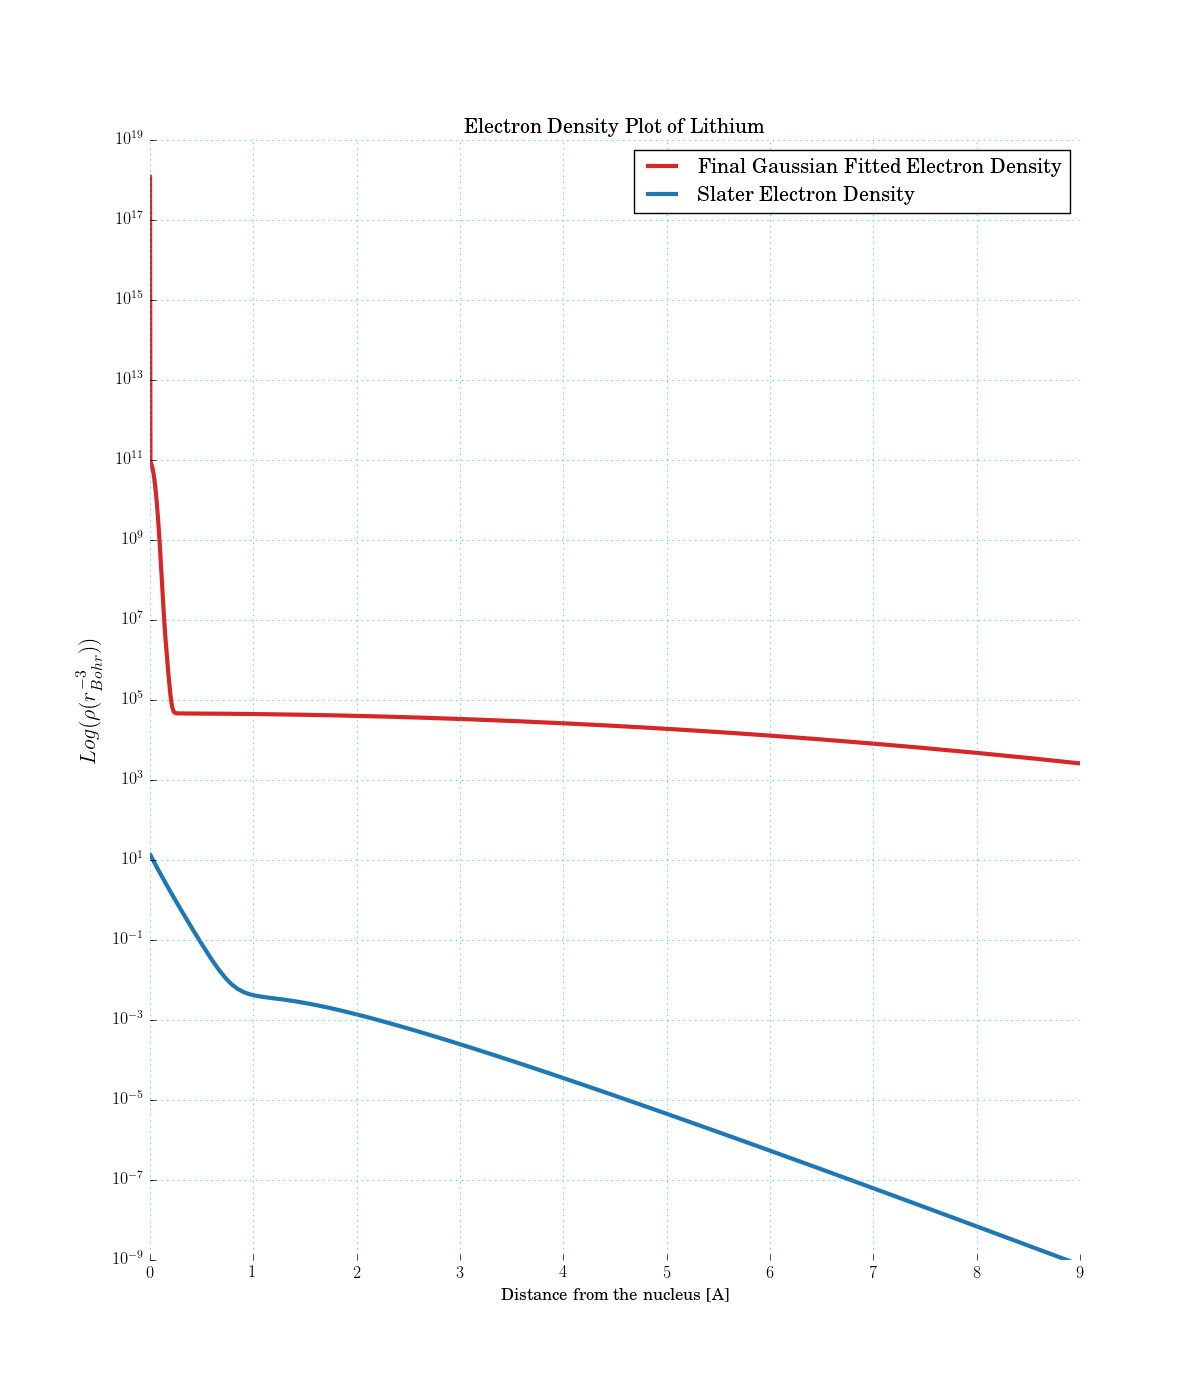 Electron Density Plot of Lithium
Final Gaussian Fitted Electron Density
Slater Electron Density
10^19
10^17
10^15
10^13
10^11
10^9
10^7
10^5
10^3
10^1
10^−1
10^−3
10^−5
10^−7
10^−9
Log(ρ(r_Bohr^−3))
0 1 2 3 4 5 6 7 8 9
Distance from the nucleus [A]